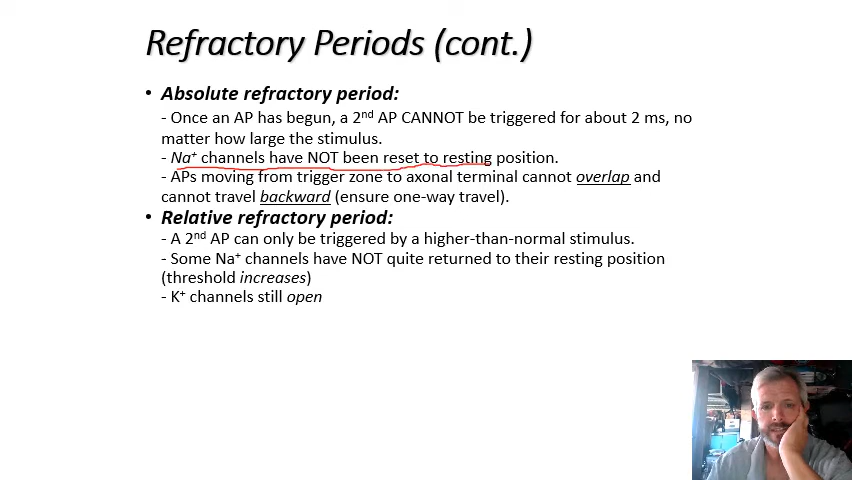 Refractory Periods (cont.)
• Absolute refractory period:
- Once an AP has begun, a 2nd AP CANNOT be triggered for about 2 ms, no
matter how large the stimulus.
- Na+ channels have NOT been reset to resting position.
- APs moving from trigger zone to axonal terminal cannot overlap and
cannot travel backward (ensure one-way travel).
• Relative refractory period:
- A 2nd AP can only be triggered by a higher-than-normal stimulus.
- Some Na+ channels have NOT quite returned to their resting position
(threshold increases)
- K+ channels still open